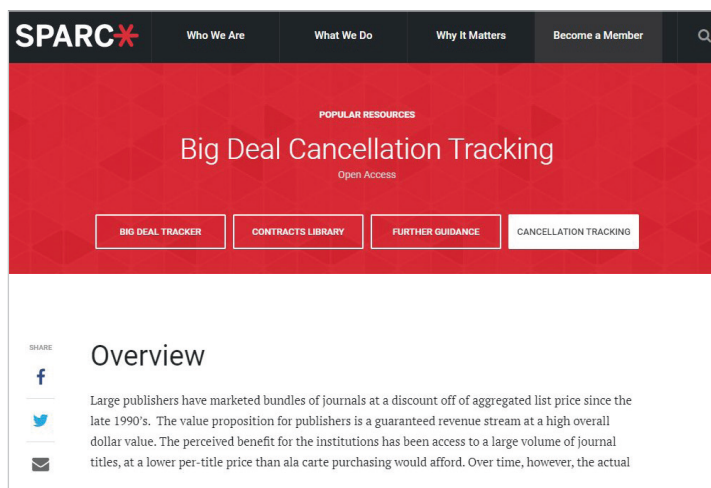 SPARC
Who We Are
What We Do
Why It Matters
Become a Member
POPULAR RESOURCES
Big Deal Cancellation Tracking
Open Access
BIG DEAL TRACKER
CONTRACTS LIBRARY
FURTHER GUIDANCE
CANCELLATION TRACKING
SHARE
Overview
Large publishers have marketed bundles of journals at a discount off of aggregated list price since the
late 1990’s. The value proposition for publishers is a guaranteed revenue stream at a high overall
dollar value. The perceived benefit for the institutions has been access to a large volume of journal
titles, at a lower per-title price than ala carte purchasing would afford. Over time, however, the actual